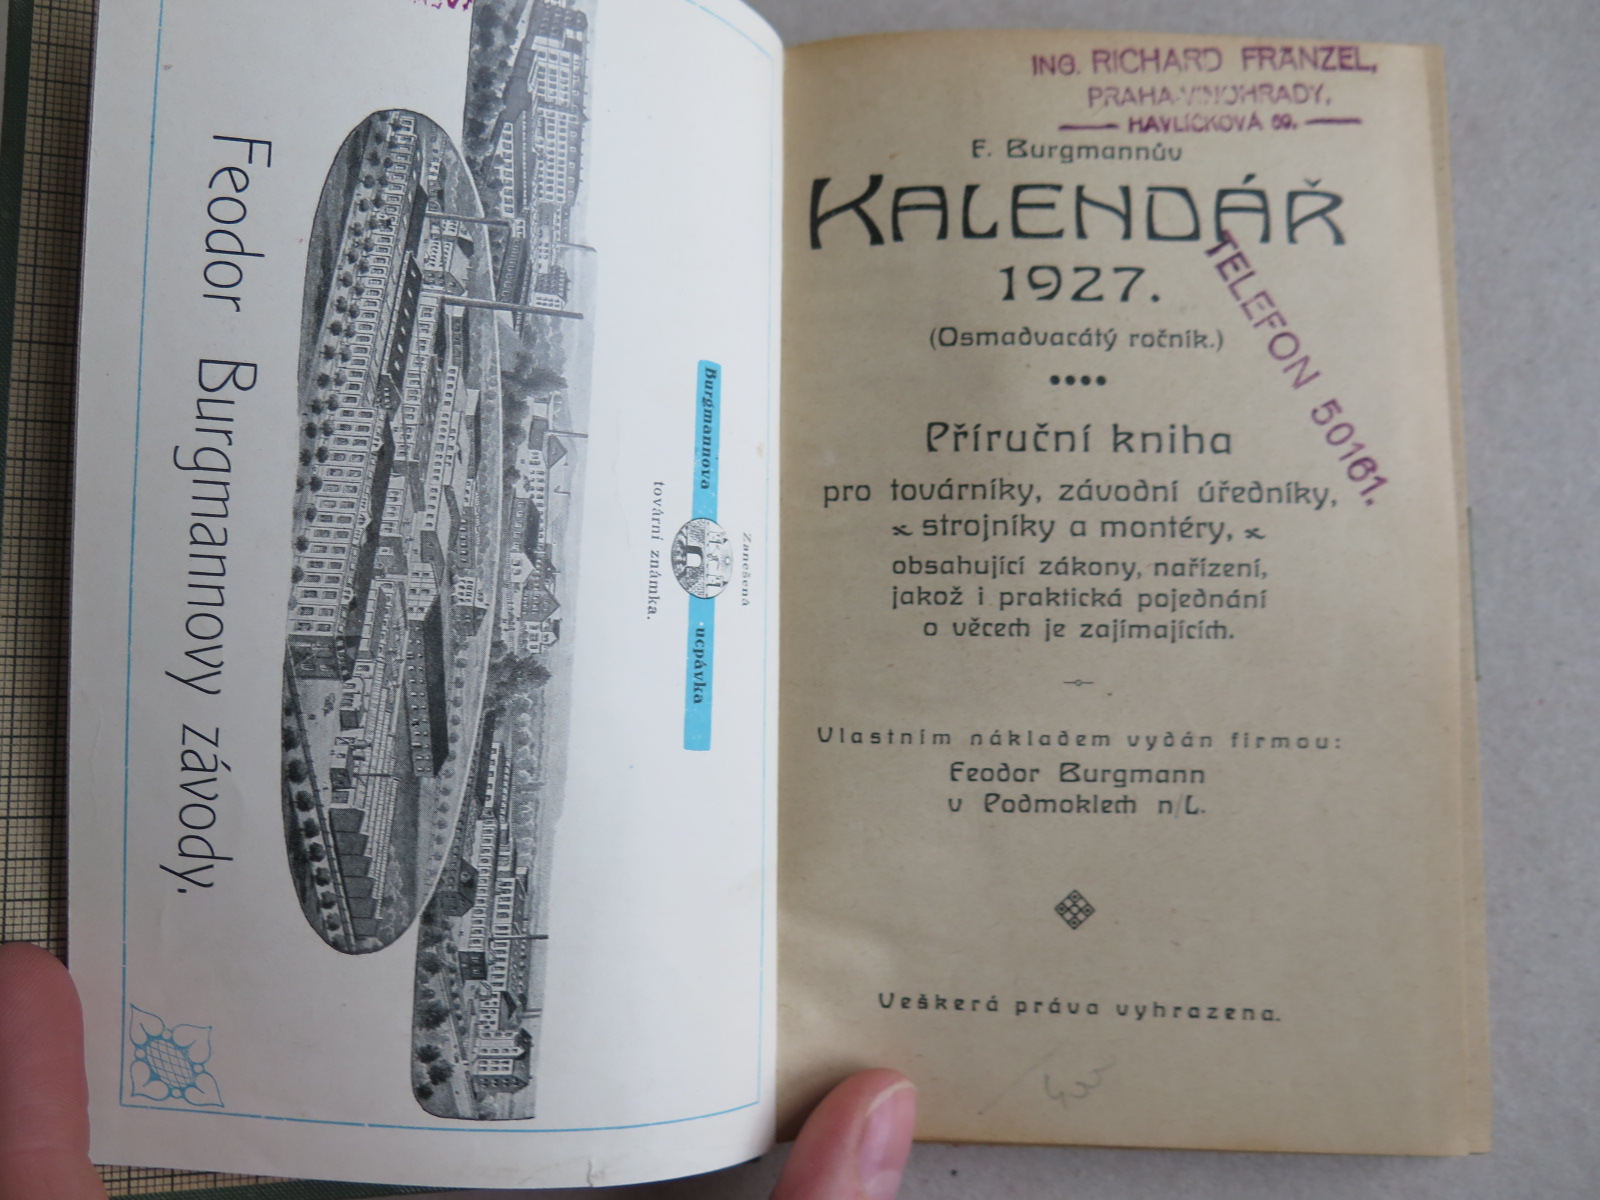 Feodor Burgmannovy závody.
Zanešená
Burgmannova ucpávka
tovární známka.
ING. RICHARD FRANZEL,
PRAHA-VINOHRADY,
HAVLÍČKOVÁ 69.
F. Burgmannův
KALENDÁŘ
1927.
TELEFON 50161.
(Osmadvacátý ročník.)
Příruční kniha
pro továrníky, závodní úředníky,
strojníky a montéry,
obsahující zákony, nařízení,
jakož i praktická pojednání
o věcech je zajímajících.
Vlastním nákladem vydán firmou:
Feodor Burgmann
v Podmoklech n/L.
Veškerá práva vyhrazena.